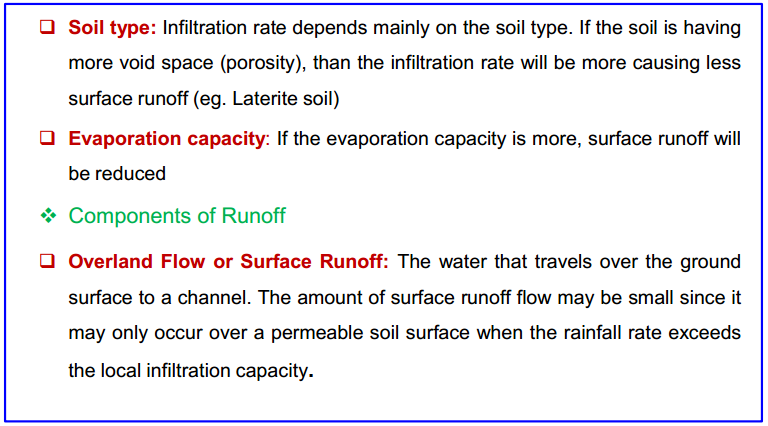 ❑ Soil type: Infiltration rate depends mainly on the soil type. If the soil is having
more void space (porosity), than the infiltration rate will be more causing less
surface runoff (eg. Laterite soil)
❑ Evaporation capacity: If the evaporation capacity is more, surface runoff will
be reduced
❖ Components of Runoff
❑ Overland Flow or Surface Runoff: The water that travels over the ground
surface to a channel. The amount of surface runoff flow may be small since it
may only occur over a permeable soil surface when the rainfall rate exceeds
the local infiltration capacity.